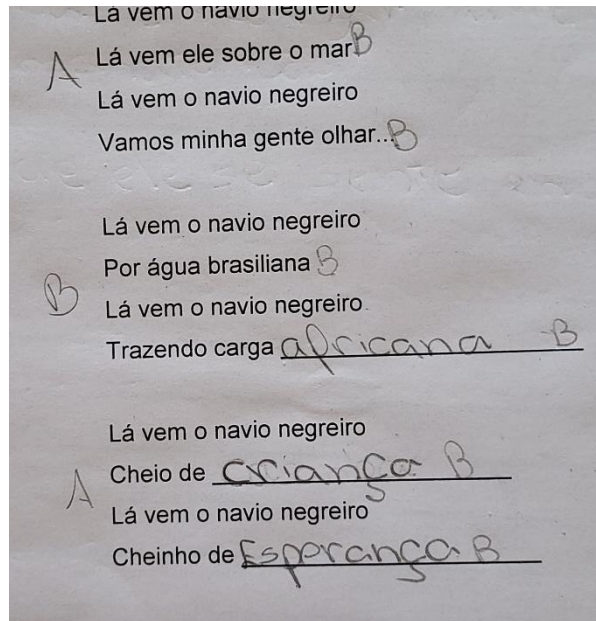 Lá vem o navio negreiro
A Lá vem ele sobre o mar B
Lá vem o navio negreiro
Vamos minha gente olhar... B
Lá vem o navio negreiro
Por água brasiliana B
B Lá vem o navio negreiro
Trazendo carga africana B
Lá vem o navio negreiro
A Cheio de criança B
Lá vem o navio negreiro
Cheinho de Esperança B